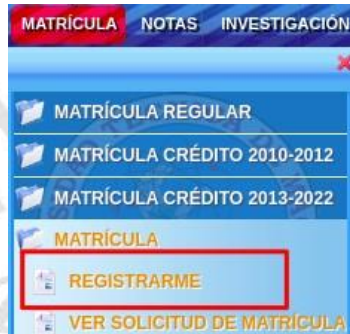 MATRÍCULA NOTAS INVESTIGACIÓN
MATRÍCULA REGULAR
MATRÍCULA CRÉDITO 2010-2012
MATRÍCULA CRÉDITO 2013-2022
MATRÍCULA
REGISTRARME
VER SOLICITUD DE MATRÍCULA